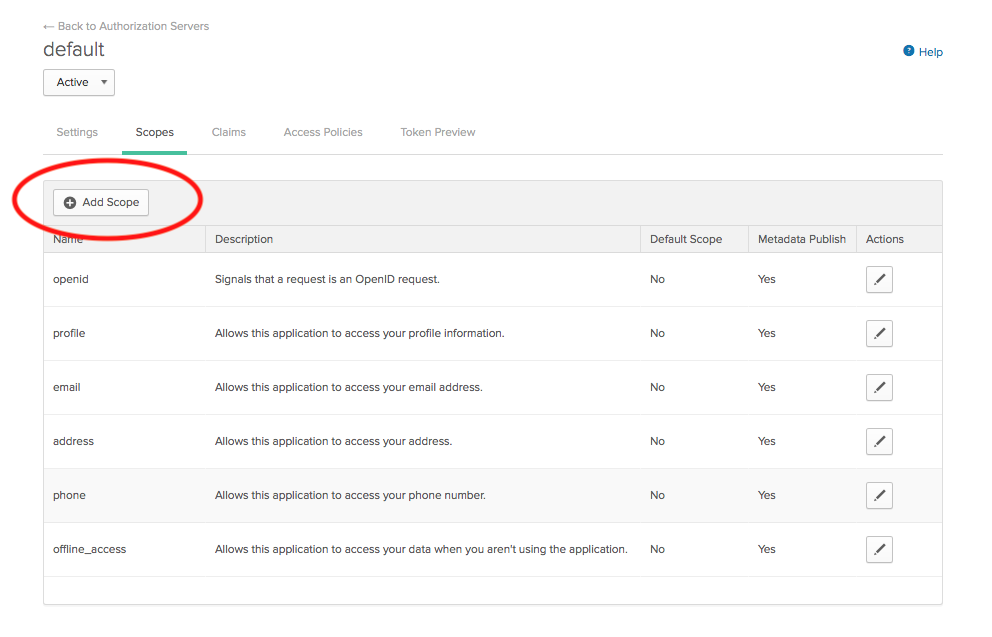 ← Back to Authorization Servers
default
Help
Active
Settings Scopes Claims Access Policies Token Preview
Add Scope
Name Description Default Scope Metadata Publish Actions
openid Signals that a request is an OpenID request. No Yes
profile Allows this application to access your profile information. No Yes
email Allows this application to access your email address. No Yes
address Allows this application to access your address. No Yes
phone Allows this application to access your phone number. No Yes
offline_access Allows this application to access your data when you aren't using the application. No Yes